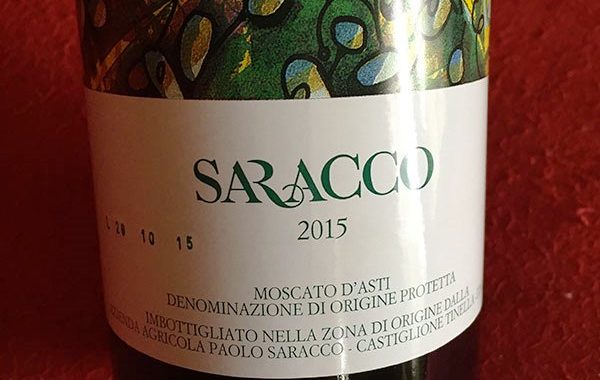 SARACCO
2015
L 20 10 15
MOSCATO D'ASTI
DENOMINAZIONE DI ORIGINE PROTETTA
IMBOTTIGLIATO NELLA ZONA DI ORIGINE DALLA
AZIENDA AGRICOLA PAOLO SARACCO - CASTIGLIONE TINELLA